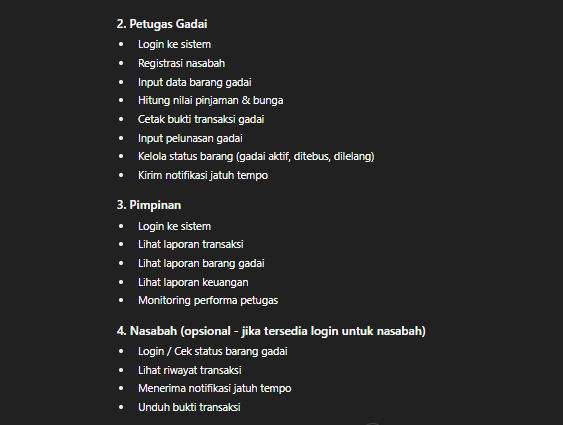 2. Petugas Gadai
• Login ke sistem
• Registrasi nasabah
• Input data barang gadai
• Hitung nilai pinjaman & bunga
• Cetak bukti transaksi gadai
• Input pelunasan gadai
• Kelola status barang (gadai aktif, ditebus, dilelang)
• Kirim notifikasi jatuh tempo
3. Pimpinan
• Login ke sistem
• Lihat laporan transaksi
• Lihat laporan barang gadai
• Lihat laporan keuangan
• Monitoring performa petugas
4. Nasabah (opsional - jika tersedia login untuk nasabah)
• Login / Cek status barang gadai
• Lihat riwayat transaksi
• Menerima notifikasi jatuh tempo
• Unduh bukti transaksi